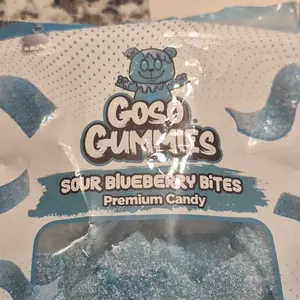 GOSO
GUMMIES
SOUR BLUEBERRY BITES
Premium Candy